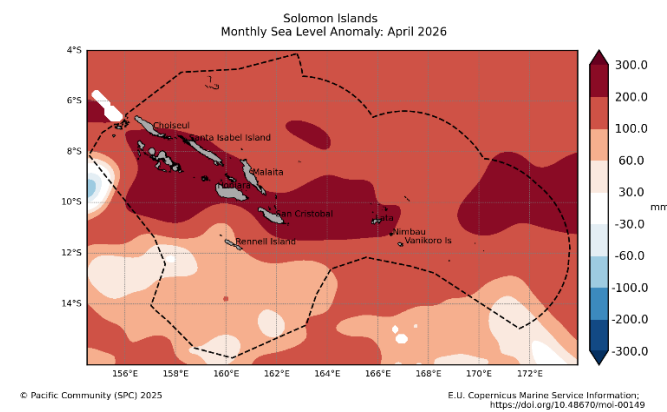 Solomon Islands
Monthly Sea Level Anomaly: April 2026
4°S
6°S
8°S
10°S
12°S
14°S
Choiseul
Santa Isabel Island
Malaita
Honiara
San Cristobal
Lata
Nimbau
Vanikoro Is
Rennell Island
156°E 158°E 160°E 162°E 164°E 166°E 168°E 170°E 172°E
300.0
200.0
100.0
60.0
30.0
-30.0
-60.0
-100.0
-200.0
-300.0
mm
© Pacific Community (SPC) 2025
E.U. Copernicus Marine Service Information;
https://doi.org/10.48670/moi-00149